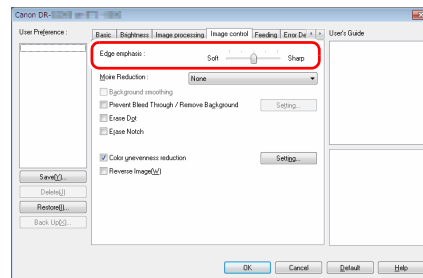 Canon DR-
User Preference :
Basic Brightness Image processing Image control Feeding Error De
User's Guide
Edge emphasis :
Soft
Sharp
Moire Reduction :
None
Background smoothing
Prevent Bleed Through / Remove Background
Setting...
Erase Dot
Erase Notch
Color unevenness reduction
Setting...
Reverse Image(W)
Save(Y)...
Delete(J)
Restore(I)...
Back Up(K)...
OK
Cancel
Default
Help